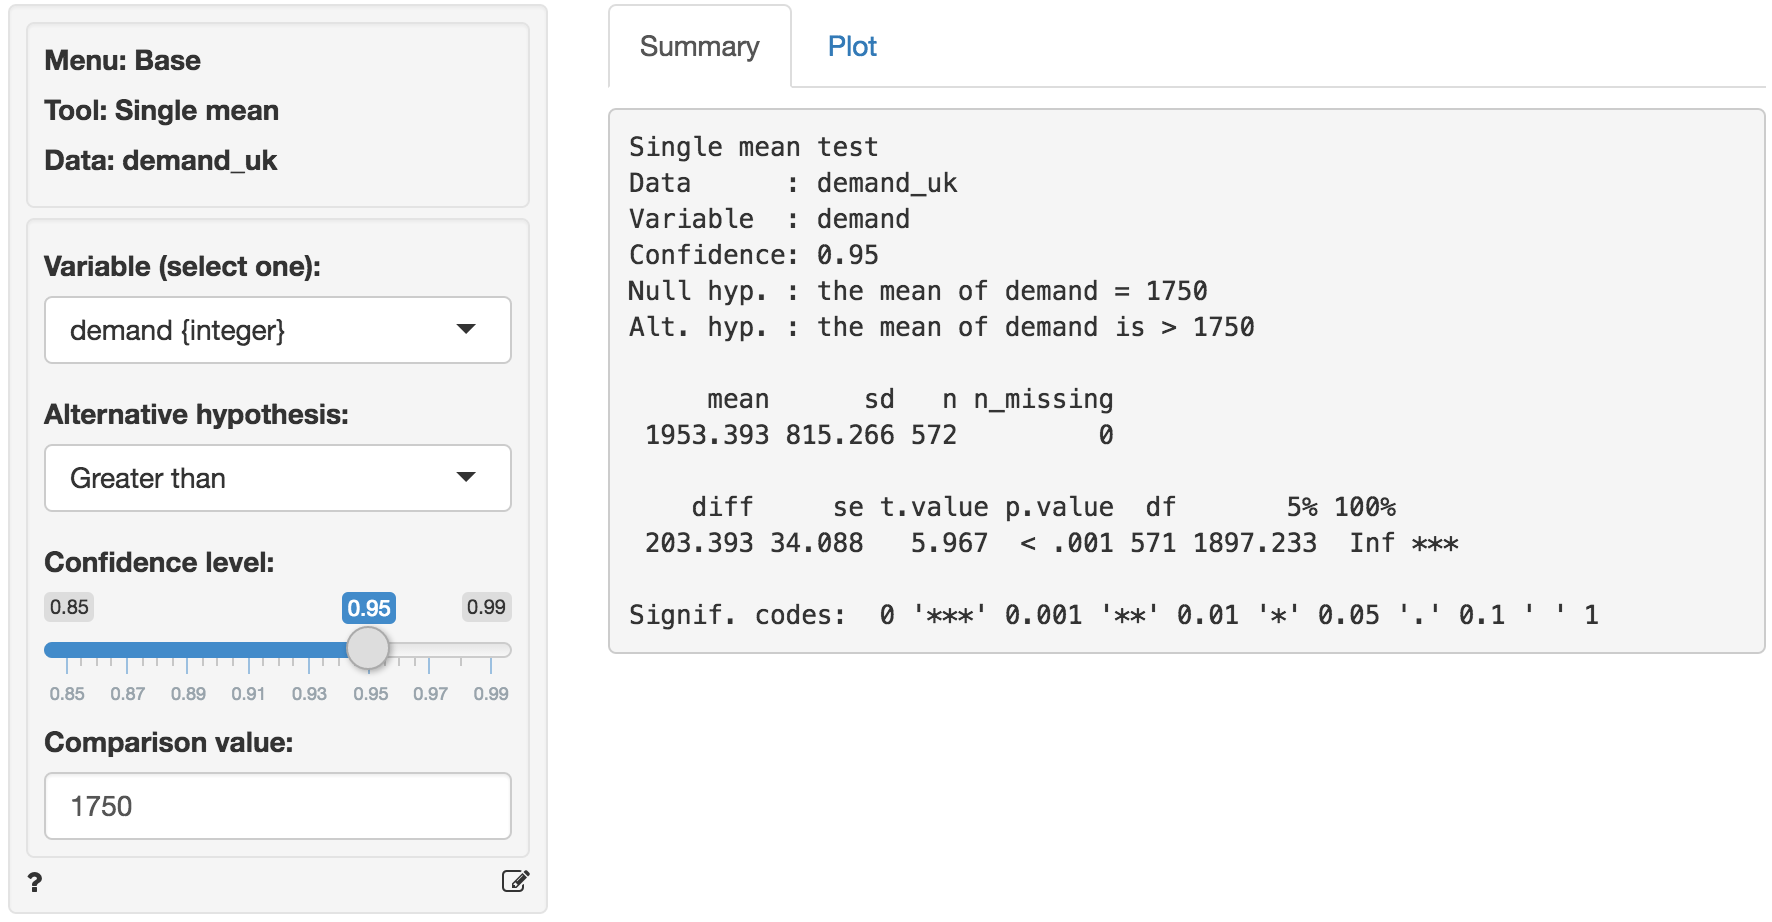 Menu: Base
Tool: Single mean
Data: demand_uk
Variable (select one):
demand {integer}
Alternative hypothesis:
Greater than
Confidence level:
0.85 0.95 0.99
0.85 0.87 0.89 0.91 0.93 0.95 0.97 0.99
Comparison value:
1750
?
Summary Plot
Single mean test
Data      : demand_uk
Variable  : demand
Confidence: 0.95
Null hyp. : the mean of demand = 1750
Alt. hyp. : the mean of demand is > 1750
     mean      sd   n n_missing
 1953.393 815.266 572         0
    diff     se t.value p.value  df       5% 100%
 203.393 34.088   5.967  < .001 571 1897.233  Inf ***
Signif. codes:  0 '***' 0.001 '**' 0.01 '*' 0.05 '.' 0.1 ' ' 1